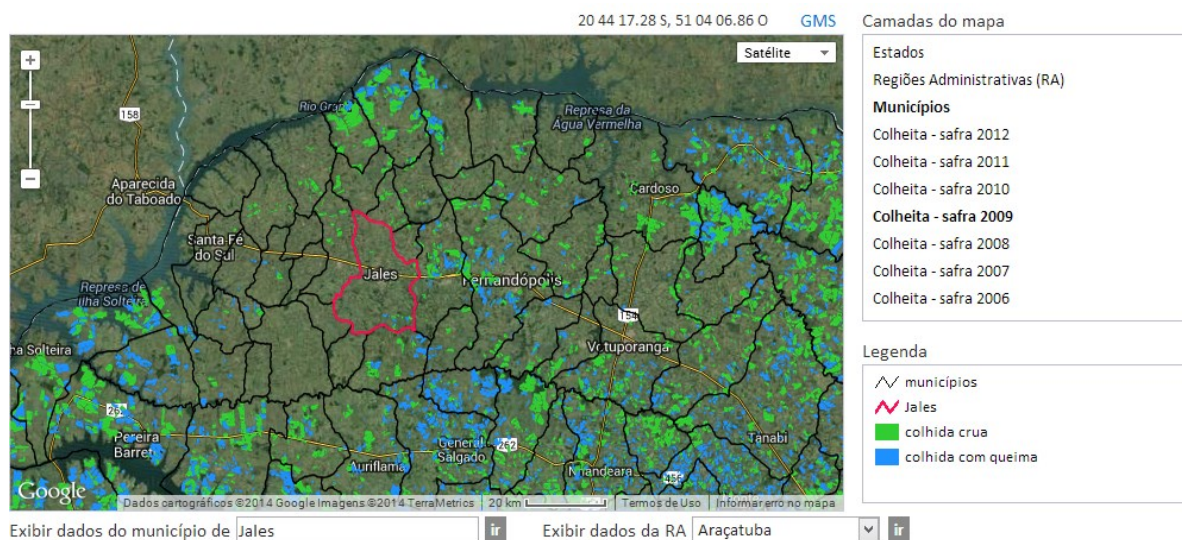 20 44 17.28 S, 51 04 06.86 O GMS
Camadas do mapa
Satélite
Estados
Regiões Administrativas (RA)
Municípios
Colheita - safra 2012
Colheita - safra 2011
Colheita - safra 2010
Colheita - safra 2009
Colheita - safra 2008
Colheita - safra 2007
Colheita - safra 2006
158
Represa da
Água Vermelha
Aparecida
do Taboado
Cardoso
Santa Fé
do Sul
Jales
Fernandópolis
Represa de
Ilha Solteira
154
Votuporanga
Pereira
Barret
262
General
Salgado
262
Auriflama
Nhandeara
456
Tanabi
Google
Dados cartográficos ©2014 Google Imagens ©2014 TerraMetrics
20 km
Termos de Uso
Informar erro no mapa
Legenda
municípios
Jales
colhida crua
colhida com queima
Exibir dados do município de Jales ir
Exibir dados da RA Araçatuba ir